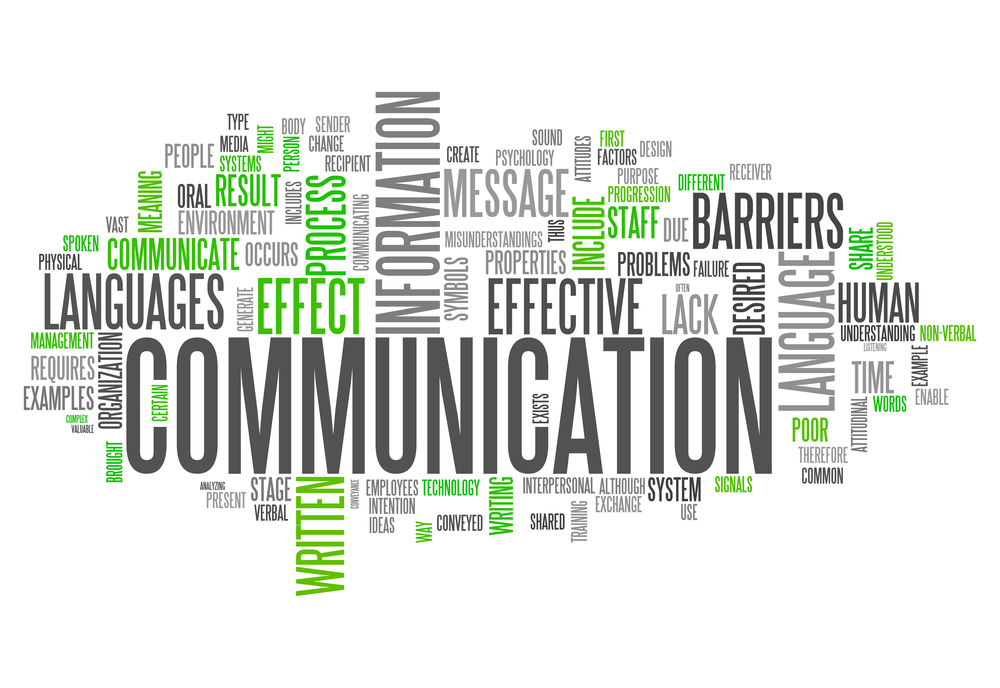 TYPE
MEDIA
MIGHT
BODY
SENDER
PEOPLE
SYSTEMS
PERSON
CHANGE
RECIPIENT
INFORMATION
CREATE
SOUND
PSYCHOLOGY
ATTITUDES
FIRST
FACTORS
DESIGN
PURPOSE
PROGRESSION
DIFFERENT
RECEIVER
MEANING
ORAL
RESULT
INCLUDES
PROCESS
COMMUNICATING
MESSAGE
ENVIRONMENT
VAST
SPOKEN
COMMUNICATE
OCCURS
MISUNDERSTANDINGS
THUS
INCLUDE
STAFF
DUE
BARRIERS
SHARE
UNDERSTOOD
PHYSICAL
SYMBOLS
PROPERTIES
PROBLEMS
FAILURE
DESIRED
LANGUAGE
LANGUAGES
GENERATE
EFFECT
EFFECTIVE
OFTEN
LACK
HUMAN
UNDERSTANDING
NON-VERBAL
LISTENING
MANAGEMENT
REQUIRES
ORGANIZATION
EXAMPLES
COMPLEX
VALUABLE
CERTAIN
COMMUNICATION
EXISTS
TIME
EXAMPLE
ENABLE
WORDS
ATTITUDINAL
POOR
THEREFORE
COMMON
BROUGHT
ANALYZING
PRESENT
STAGE
VERBAL
WRITTEN
CONVEYANCE
EMPLOYEES
TECHNOLOGY
WRITING
INTENTION
IDEAS
WAY
CONVEYED
INTERPERSONAL
ALTHOUGH
SYSTEM
SIGNALS
EXCHANGE
USE
SHARED
TRAINING